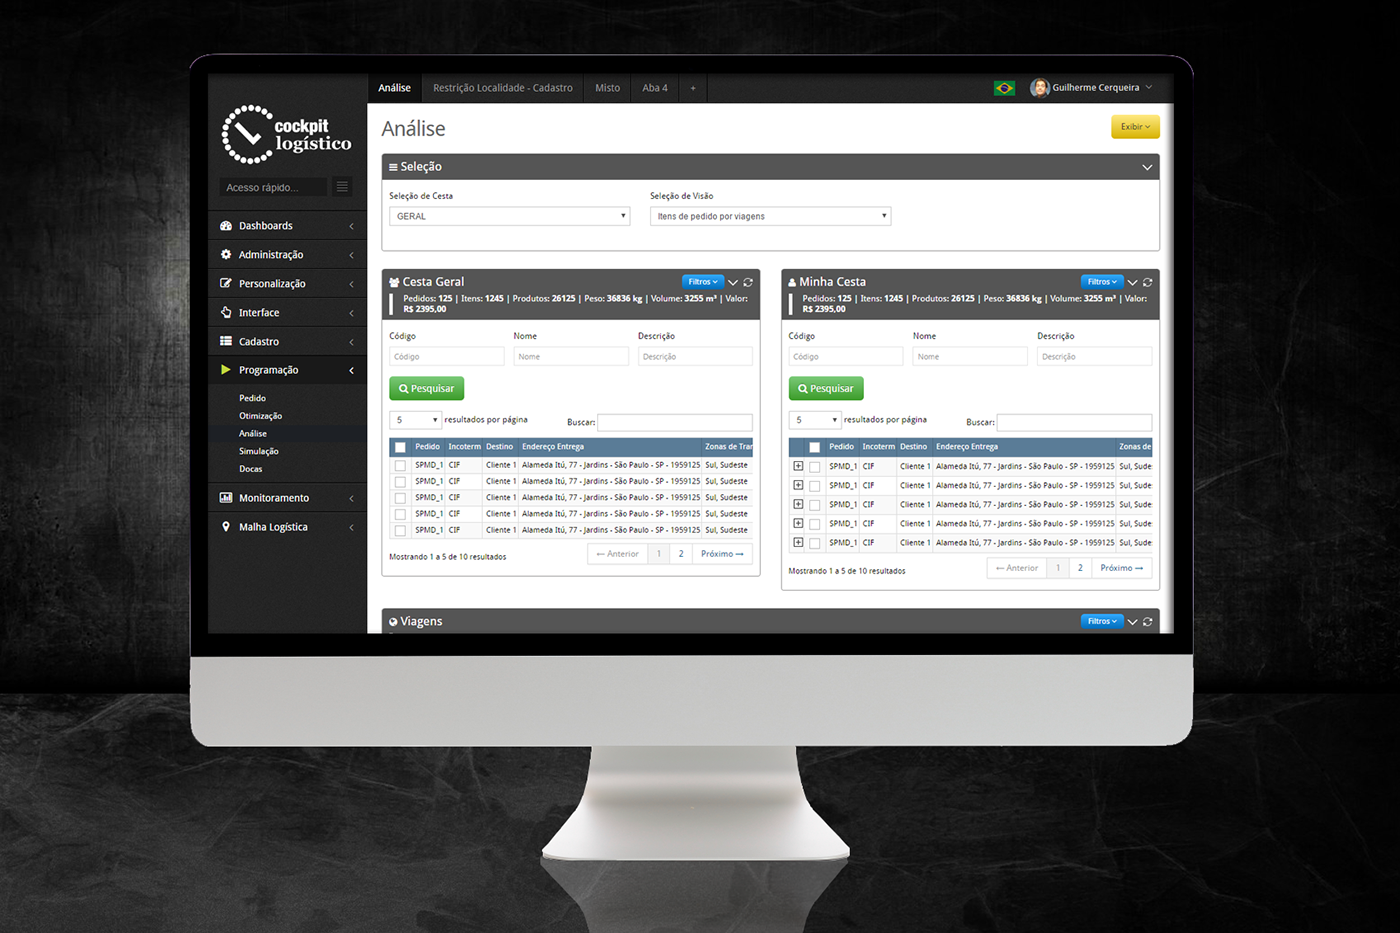 cockpit
logístico
Acesso rápido...
Dashboards
Administração
Personalização
Interface
Cadastro
Programação
Pedido
Otimização
Análise
Simulação
Docas
Monitoramento
Malha Logística
Análise Restrição Localidade - Cadastro Misto Aba 4 + Guilherme Cerqueira
Análise
Exibir
Seleção
Seleção de Cesta Seleção de Visão
GERAL Itens de pedido por viagens
Cesta Geral Filtros
Pedidos: 125 | Itens: 1245 | Produtos: 26125 | Peso: 36836 kg | Volume: 3255 m³ | Valor:
R$ 2395,00
Código Nome Descrição
Código Nome Descrição
Pesquisar
5 resultados por página Buscar:
Pedido Incoterm Destino Endereço Entrega Zonas de Tran
SPMD_1 CIF Cliente 1 Alameda Itú, 77 - Jardins - São Paulo - SP - 1959125 Sul, Sudeste
SPMD_1 CIF Cliente 1 Alameda Itú, 77 - Jardins - São Paulo - SP - 1959125 Sul, Sudeste
SPMD_1 CIF Cliente 1 Alameda Itú, 77 - Jardins - São Paulo - SP - 1959125 Sul, Sudeste
SPMD_1 CIF Cliente 1 Alameda Itú, 77 - Jardins - São Paulo - SP - 1959125 Sul, Sudeste
SPMD_1 CIF Cliente 1 Alameda Itú, 77 - Jardins - São Paulo - SP - 1959125 Sul, Sudeste
Mostrando 1 a 5 de 10 resultados ← Anterior 1 2 Próximo →
Minha Cesta Filtros
Pedidos: 125 | Itens: 1245 | Produtos: 26125 | Peso: 36836 kg | Volume: 3255 m³ | Valor:
R$ 2395,00
Código Nome Descrição
Código Nome Descrição
Pesquisar
5 resultados por página Buscar:
Pedido Incoterm Destino Endereço Entrega Zonas de
SPMD_1 CIF Cliente 1 Alameda Itú, 77 - Jardins - São Paulo - SP - 1959125 Sul, Sude
SPMD_1 CIF Cliente 1 Alameda Itú, 77 - Jardins - São Paulo - SP - 1959125 Sul, Sude
SPMD_1 CIF Cliente 1 Alameda Itú, 77 - Jardins - São Paulo - SP - 1959125 Sul, Sude
SPMD_1 CIF Cliente 1 Alameda Itú, 77 - Jardins - São Paulo - SP - 1959125 Sul, Sude
SPMD_1 CIF Cliente 1 Alameda Itú, 77 - Jardins - São Paulo - SP - 1959125 Sul, Sude
Mostrando 1 a 5 de 10 resultados ← Anterior 1 2 Próximo →
Viagens Filtros